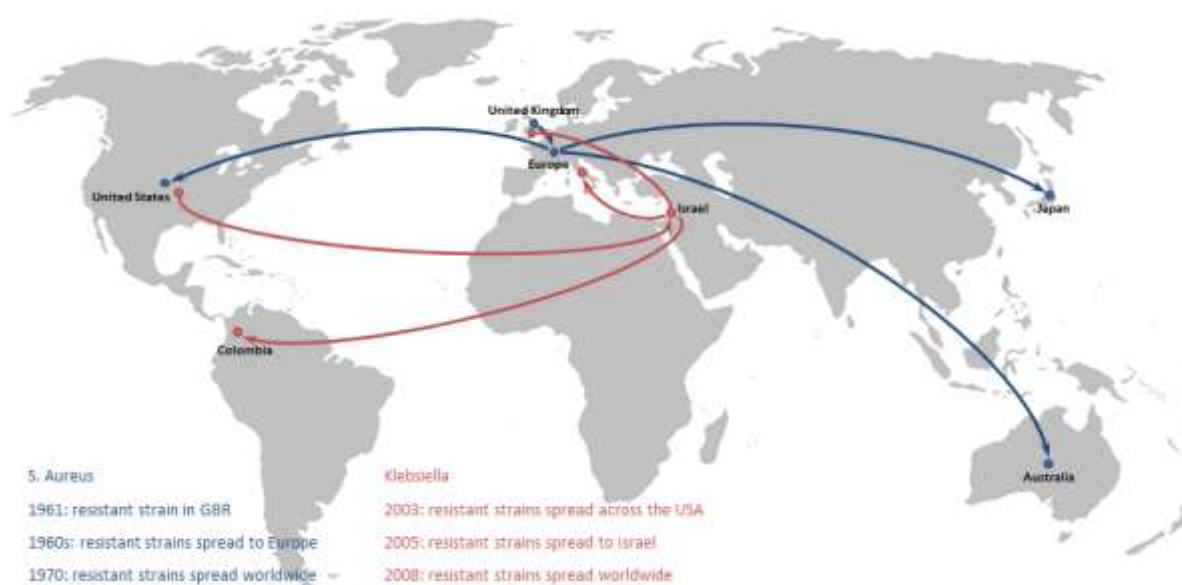 United Kingdom
Europe
United States
Israel
Japan
Colombia
Australia
S. Aureus
1961: resistant strain in GBR
1960s: resistant strains spread to Europe
1970: resistant strains spread worldwide
Klebsiella
2003: resistant strains spread across the USA
2005: resistant strains spread to Israel
2008: resistant strains spread worldwide